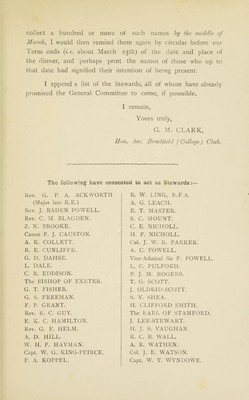 collect a hundred or more of such names by the middle of
March, I would then remind them again by circular before our
Term ends (i.e. about March 25th) of the date and place of
the dinner, and perhaps print the names of those who up to
that date had signified their intention of being present.
I append a list of the Stewards, all of whom have already
promised the General Committee to come, if possible.
I remain,
Yours truly,
G. M. CLARK,
Hon. Sec. Bradfield (College) Club.
The following have consented to act as Stewards:—
Rev. G. P. A. ACKWORTH
(Major late R.E.)
Rev. J. BADEN POWELL.
Rev. C. M. BLAGDEN.
Z. N. BROOKE.
Canon F. J. CAUSTON.
A. K. COLLETT.
R. E. CUNLIFFE.
G. D. DAHSE.
L. DALE.
C. B. EDDISON.
The BISHOP OF EXETER.
G. T. FISHER.
G. S. FREEMAN.
F. P. GRANT.
Rev. R. C. GUY.
E. K. C. HAMILTON.
Rev. G. F. HELM.
A. D. HILL.
W. H. P. HAYMAN.
Capt. W. G. KING-PEIRCE.
P. A. KOPPEL.
R. W. LING, R.F.A.
A. G. LEACH.
E. T. MASTER.
S. C. MOUNT.
C. E. NICHOLL.
H. F. NICHOLL.
Col. J. W. R. PARKER.
A. C. POWELL.
Vice-Admiral Sir F. POWELL.
L. C. FULFORD.
P. J. M. ROGERS.
T. G. SCOTT.
J. OLDRID-SCOTT.
S. V. SHEA.
H. CLIFFORD SMITH.
The EARL OF STAMFORD.
J. LEE-STEWART.
H. J. S. VAUGHAN.
R. C. B. WALL.
A. R. WATHEN.
Col. J. E. WATSON.
Capt. W. T. WYNDOWE.